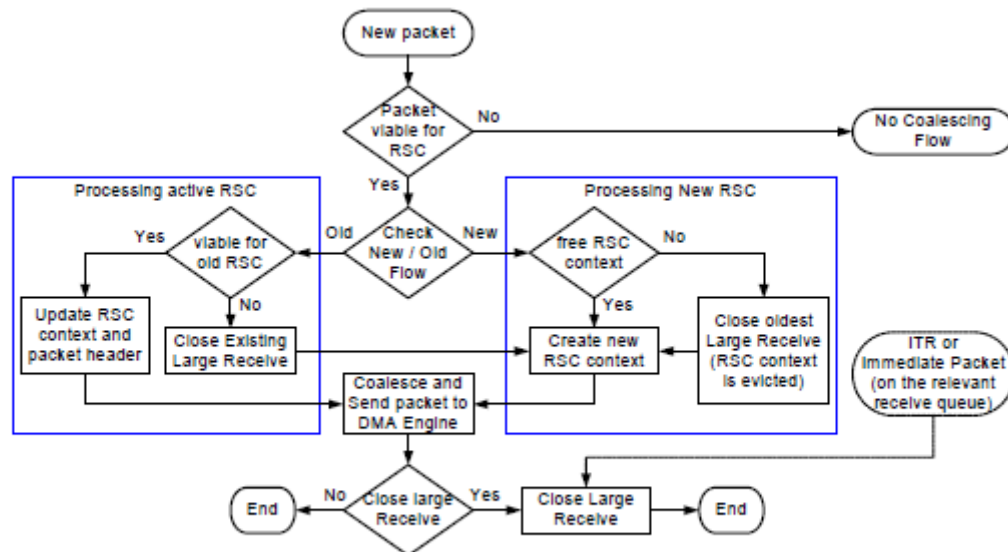 New packet
Packet
viable for
RSC
No
No Coalescing
Flow
Yes
Processing active RSC
Processing New RSC
Yes
viable for
old RSC
Old
Check
New / Old
Flow
New
free RSC
context
No
No
Yes
Update RSC
context and
packet header
Close Existing
Large Receive
Create new
RSC context
Close oldest
Large Receive
(RSC context
is evicted)
ITR or
Immediate Packet
(on the relevant
receive queue)
Coalesce and
Send packet to
DMA Engine
End
No
Close large
Receive
Yes
Close Large
Receive
End